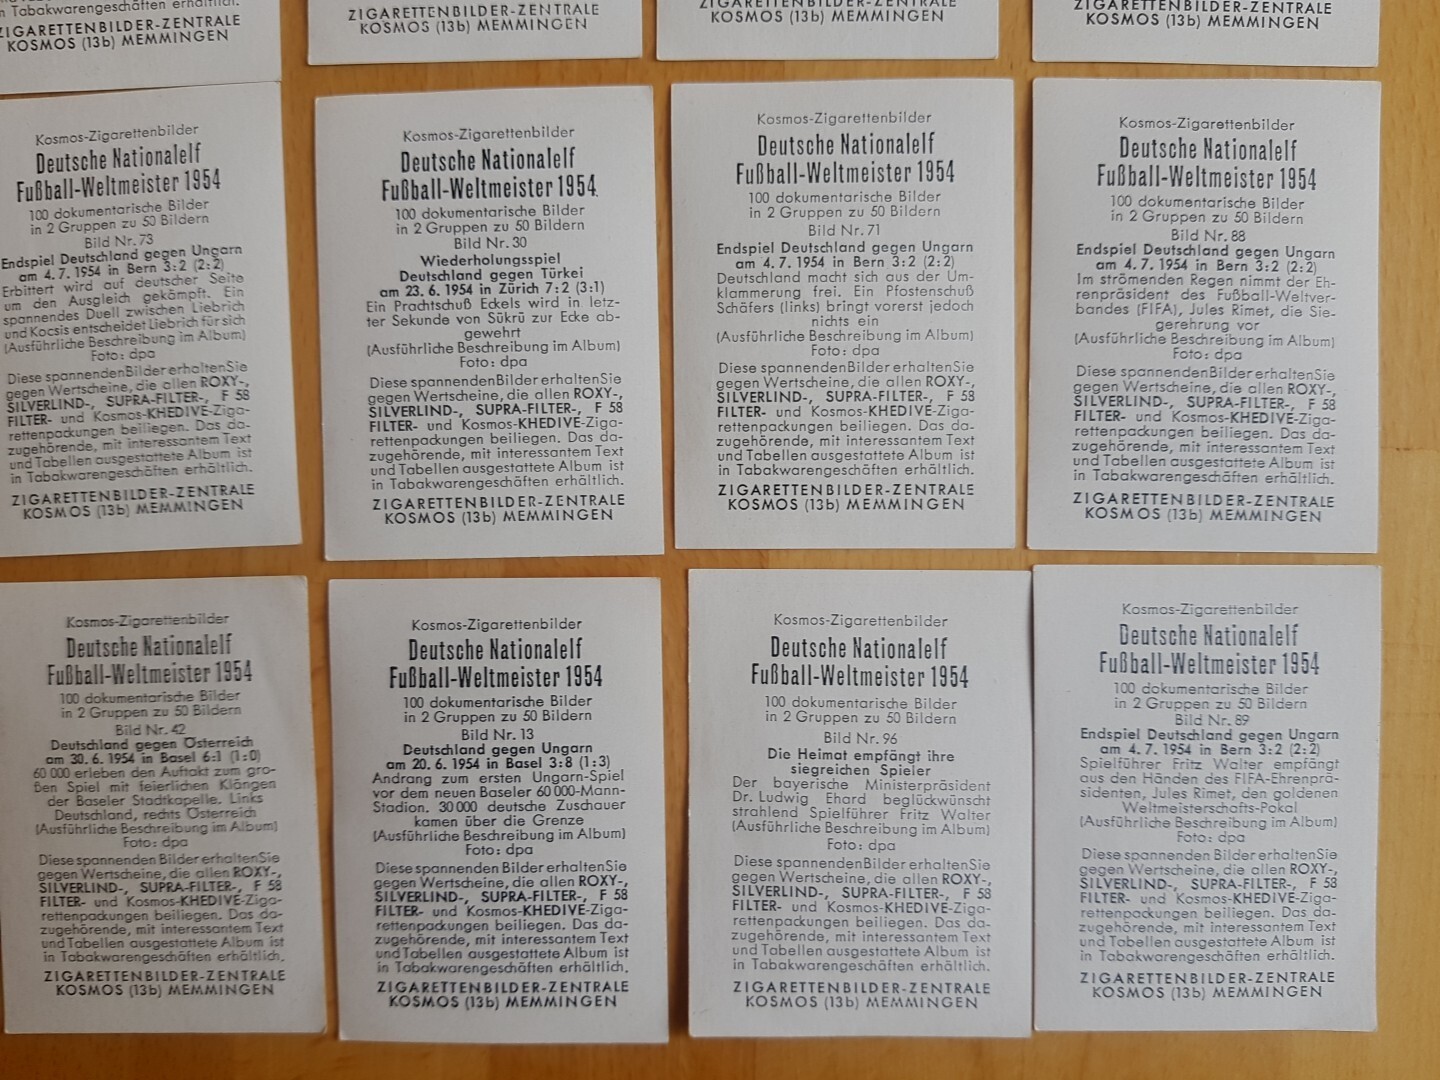 n Tabakwarengeschäften erhältlich.
ZIGARETTENBILDER-ZENTRALE
KOSMOS (13b) MEMMINGEN
ZIGARETTENBILDER-ZENTRALE
KOSMOS (13b) MEMMINGEN
ZIGARETTENBILDER-ZENTRALE
KOSMOS (13b) MEMMINGEN
ZIGARETTENBILDER-ZENTRALE
KOSMOS (13b) MEMMINGEN
Kosmos-Zigarettenbilder
Deutsche Nationalelf
Fußball-Weltmeister 1954
100 dokumentarische Bilder
in 2 Gruppen zu 50 Bildern
Bild Nr. 73
Endspiel Deutschland gegen Ungarn
am 4. 7. 1954 in Bern 3:2 (2:2)
Erbittert wird auf deutscher Seite
um den Ausgleich gekämpft. Ein
spannendes Duell zwischen Liebrich
und Kocsis entscheidet Liebrich für sich
(Ausführliche Beschreibung im Album)
Foto: dpa
Diese spannenden Bilder erhalten Sie
gegen Wertscheine, die allen ROXY-,
SILVERLIND-, SUPRA-FILTER-, F 58
FILTER- und Kosmos-KHEDIVE-Ziga-
rettenpackungen beiliegen. Das da-
zugehörende, mit interessantem Text
und Tabellen ausgestattete Album ist
in Tabakwarengeschäften erhältlich.
ZIGARETTENBILDER-ZENTRALE
KOSMOS (13b) MEMMINGEN
Kosmos-Zigarettenbilder
Deutsche Nationalelf
Fußball-Weltmeister 1954
100 dokumentarische Bilder
in 2 Gruppen zu 50 Bildern
Bild Nr. 30
Wiederholungsspiel
Deutschland gegen Türkei
am 23. 6. 1954 in Zürich 7:2 (3:1)
Ein Prachtschuß Eckels wird in letz-
ter Sekunde von Sükrü zur Ecke ab-
gewehrt
(Ausführliche Beschreibung im Album)
Foto: dpa
Diese spannenden Bilder erhalten Sie
gegen Wertscheine, die allen ROXY-,
SILVERLIND-, SUPRA-FILTER-, F 58
FILTER- und Kosmos-KHEDIVE-Ziga-
rettenpackungen beiliegen. Das da-
zugehörende, mit interessantem Text
und Tabellen ausgestattete Album ist
in Tabakwarengeschäften erhältlich.
ZIGARETTENBILDER-ZENTRALE
KOSMOS (13b) MEMMINGEN
Kosmos-Zigarettenbilder
Deutsche Nationalelf
Fußball-Weltmeister 1954
100 dokumentarische Bilder
in 2 Gruppen zu 50 Bildern
Bild Nr. 71
Endspiel Deutschland gegen Ungarn
am 4. 7. 1954 in Bern 3:2 (2:2)
Deutschland macht sich aus der Um-
klammerung frei. Ein Pfostenschuß
Schäfers (links) bringt vorerst jedoch
nichts ein
(Ausführliche Beschreibung im Album)
Foto: dpa
Diese spannenden Bilder erhalten Sie
gegen Wertscheine, die allen ROXY-,
SILVERLIND-, SUPRA-FILTER-, F 58
FILTER- und Kosmos-KHEDIVE-Ziga-
rettenpackungen beiliegen. Das da-
zugehörende, mit interessantem Text
und Tabellen ausgestattete Album ist
in Tabakwarengeschäften erhältlich.
ZIGARETTENBILDER-ZENTRALE
KOSMOS (13b) MEMMINGEN
Kosmos-Zigarettenbilder
Deutsche Nationalelf
Fußball-Weltmeister 1954
100 dokumentarische Bilder
in 2 Gruppen zu 50 Bildern
Bild Nr. 88
Endspiel Deutschland gegen Ungarn
am 4. 7. 1954 in Bern 3:2 (2:2)
Im strömenden Regen nimmt der Eh-
renpräsident des Fußball-Weltver-
bandes (FIFA), Jules Rimet, die Sie-
gerehrung vor
(Ausführliche Beschreibung im Album)
Foto: dpa
Diese spannenden Bilder erhalten Sie
gegen Wertscheine, die allen ROXY-,
SILVERLIND-, SUPRA-FILTER-, F 58
FILTER- und Kosmos-KHEDIVE-Ziga-
rettenpackungen beiliegen. Das da-
zugehörende, mit interessantem Text
und Tabellen ausgestattete Album ist
in Tabakwarengeschäften erhältlich.
ZIGARETTENBILDER-ZENTRALE
KOSMOS (13b) MEMMINGEN
Kosmos-Zigarettenbilder
Deutsche Nationalelf
Fußball-Weltmeister 1954
100 dokumentarische Bilder
in 2 Gruppen zu 50 Bildern
Bild Nr. 42
Deutschland gegen Österreich
am 30. 6. 1954 in Basel 6:1 (1:0)
60 000 erleben den Auftakt zum gro-
ßen Spiel mit feierlichen Klängen
der Baseler Stadtkapelle. Links
Deutschland, rechts Österreich
(Ausführliche Beschreibung im Album)
Foto: dpa
Diese spannenden Bilder erhalten Sie
gegen Wertscheine, die allen ROXY-,
SILVERLIND-, SUPRA-FILTER-, F 58
FILTER- und Kosmos-KHEDIVE-Ziga-
rettenpackungen beiliegen. Das da-
zugehörende, mit interessantem Text
und Tabellen ausgestattete Album ist
in Tabakwarengeschäften erhältlich.
ZIGARETTENBILDER-ZENTRALE
KOSMOS (13b) MEMMINGEN
Kosmos-Zigarettenbilder
Deutsche Nationalelf
Fußball-Weltmeister 1954
100 dokumentarische Bilder
in 2 Gruppen zu 50 Bildern
Bild Nr. 13
Deutschland gegen Ungarn
am 20. 6. 1954 in Basel 3:8 (1:3)
Andrang zum ersten Ungarn-Spiel
vor dem neuen Baseler 60 000-Mann-
Stadion. 30 000 deutsche Zuschauer
kamen über die Grenze
(Ausführliche Beschreibung im Album)
Foto: dpa
Diese spannenden Bilder erhalten Sie
gegen Wertscheine, die allen ROXY-,
SILVERLIND-, SUPRA-FILTER-, F 58
FILTER- und Kosmos-KHEDIVE-Ziga-
rettenpackungen beiliegen. Das da-
zugehörende, mit interessantem Text
und Tabellen ausgestattete Album ist
in Tabakwarengeschäften erhältlich.
ZIGARETTENBILDER-ZENTRALE
KOSMOS (13b) MEMMINGEN
Kosmos-Zigarettenbilder
Deutsche Nationalelf
Fußball-Weltmeister 1954
100 dokumentarische Bilder
in 2 Gruppen zu 50 Bildern
Bild Nr. 96
Die Heimat empfängt ihre
siegreichen Spieler
Der bayerische Ministerpräsident
Dr. Ludwig Ehard beglückwünscht
strahlend Spielführer Fritz Walter
(Ausführliche Beschreibung im Album)
Foto: dpa
Diese spannenden Bilder erhalten Sie
gegen Wertscheine, die allen ROXY-,
SILVERLIND-, SUPRA-FILTER-, F 58
FILTER- und Kosmos-KHEDIVE-Ziga-
rettenpackungen beiliegen. Das da-
zugehörende, mit interessantem Text
und Tabellen ausgestattete Album ist
in Tabakwarengeschäften erhältlich.
ZIGARETTENBILDER-ZENTRALE
KOSMOS (13b) MEMMINGEN
Kosmos-Zigarettenbilder
Deutsche Nationalelf
Fußball-Weltmeister 1954
100 dokumentarische Bilder
in 2 Gruppen zu 50 Bildern
Bild Nr. 89
Endspiel Deutschland gegen Ungarn
am 4. 7. 1954 in Bern 3:2 (2:2)
Spielführer Fritz Walter empfängt
aus den Händen des FIFA-Ehrenprä-
sidenten, Jules Rimet, den goldenen
Weltmeisterschafts-Pokal
(Ausführliche Beschreibung im Album)
Foto: dpa
Diese spannenden Bilder erhalten Sie
gegen Wertscheine, die allen ROXY-,
SILVERLIND-, SUPRA-FILTER-, F 58
FILTER- und Kosmos-KHEDIVE-Ziga-
rettenpackungen beiliegen. Das da-
zugehörende, mit interessantem Text
und Tabellen ausgestattete Album ist
in Tabakwarengeschäften erhältlich.
ZIGARETTENBILDER-ZENTRALE
KOSMOS (13b) MEMMINGEN